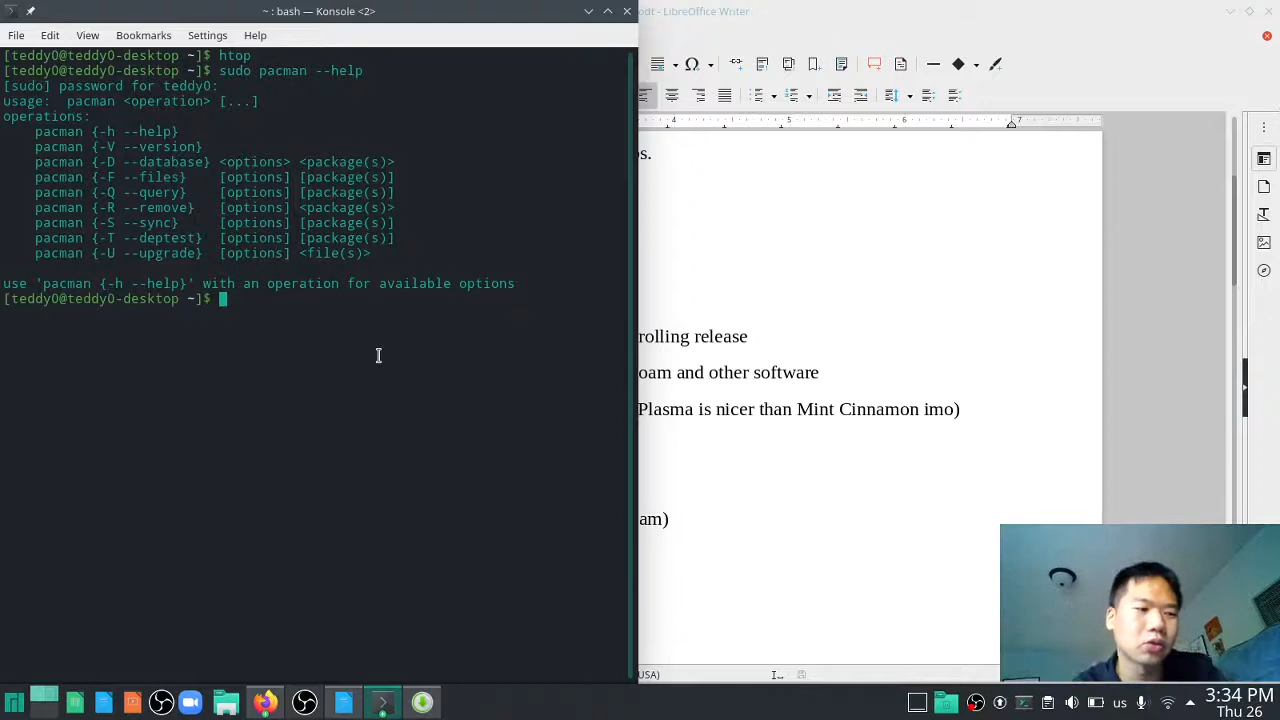 ~ : bash — Konsole <2>
File Edit View Bookmarks Settings Help
[teddy0@teddy0-desktop ~]$ htop
[teddy0@teddy0-desktop ~]$ sudo pacman --help
[sudo] password for teddy0:
usage:  pacman <operation> [...]
operations:
    pacman {-h --help}
    pacman {-V --version}
    pacman {-D --database} <options> <package(s)>
    pacman {-F --files}    [options] [package(s)]
    pacman {-Q --query}    [options] [package(s)]
    pacman {-R --remove}   [options] <package(s)>
    pacman {-S --sync}     [options] [package(s)]
    pacman {-T --deptest}  [options] [package(s)]
    pacman {-U --upgrade}  [options] <file(s)>
use 'pacman {-h --help}' with an operation for available options
[teddy0@teddy0-desktop ~]$
odt - LibreOffice Writer
4 5 6 7
os.
rolling release
oam and other software
Plasma is nicer than Mint Cinnamon imo)
am)
USA)
us
3:34 PM
Thu 26